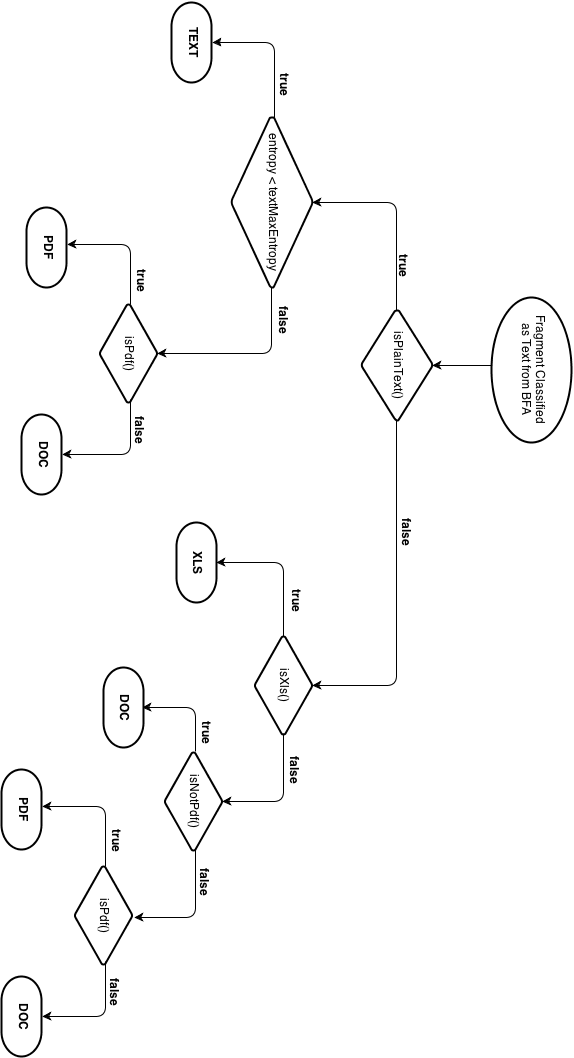 Fragment Classified
as Text from BFA
isPlainText()
true
false
entropy < textMaxEntropy
true
false
TEXT
isPdf()
true
false
PDF
DOC
isXls()
true
false
XLS
isNotPdf()
true
false
DOC
isPdf()
true
false
PDF
DOC